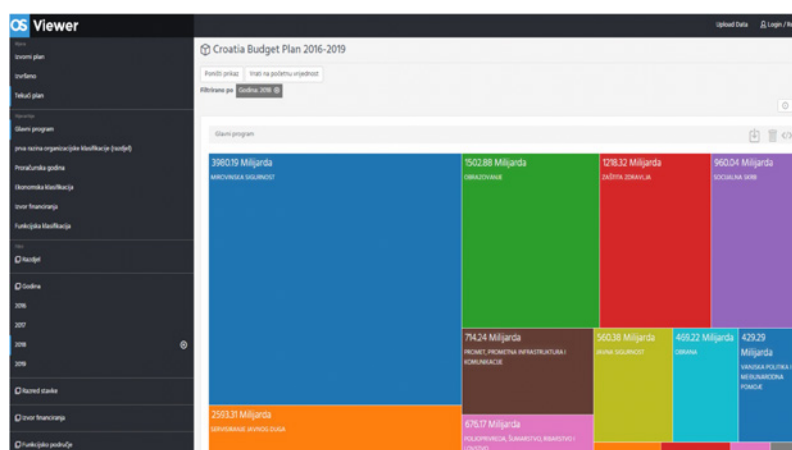 OS Viewer
Upload Data
Login / Re
Izvorni plan
Izvršeno
Tekući plan
Glavni program
prva razina organizacijske klasifikacije (razdjel)
Proračunska godina
Ekonomska klasifikacija
Izvor financiranja
Funkcijska klasifikacija
Razdjel
Godina
2016
2017
2018
2019
Razred stavke
Izvor financiranja
Funkcijsko područje
Croatia Budget Plan 2016-2019
Poništi prikaz
Vrati na početnu vrijednost
Filtrirano po
Godina: 2018
Glavni program
3980.19 Milijarda
MIROVINSKA SIGURNOST
1502.88 Milijarda
OBRAZOVANJE
1218.32 Milijarda
ZAŠTITA ZDRAVLJA
960.04 Milijarda
SOCIJALNA SKRB
714.24 Milijarda
PROMET, PROMETNA INFRASTRUKTURA I
KOMUNIKACIJE
560.38 Milijarda
JAVNA SIGURNOST
469.22 Milijarda
OBRANA
429.29
Milijarda
VANJSKA POLITIKA I
MEĐUNARODNA
POMOĆ
2593.31 Milijarda
SERVISIRANJE JAVNOG DUGA
676.17 Milijarda
POLJOPRIVREDA, ŠUMARSTVO, RIBARSTVO I
LOVSTVO